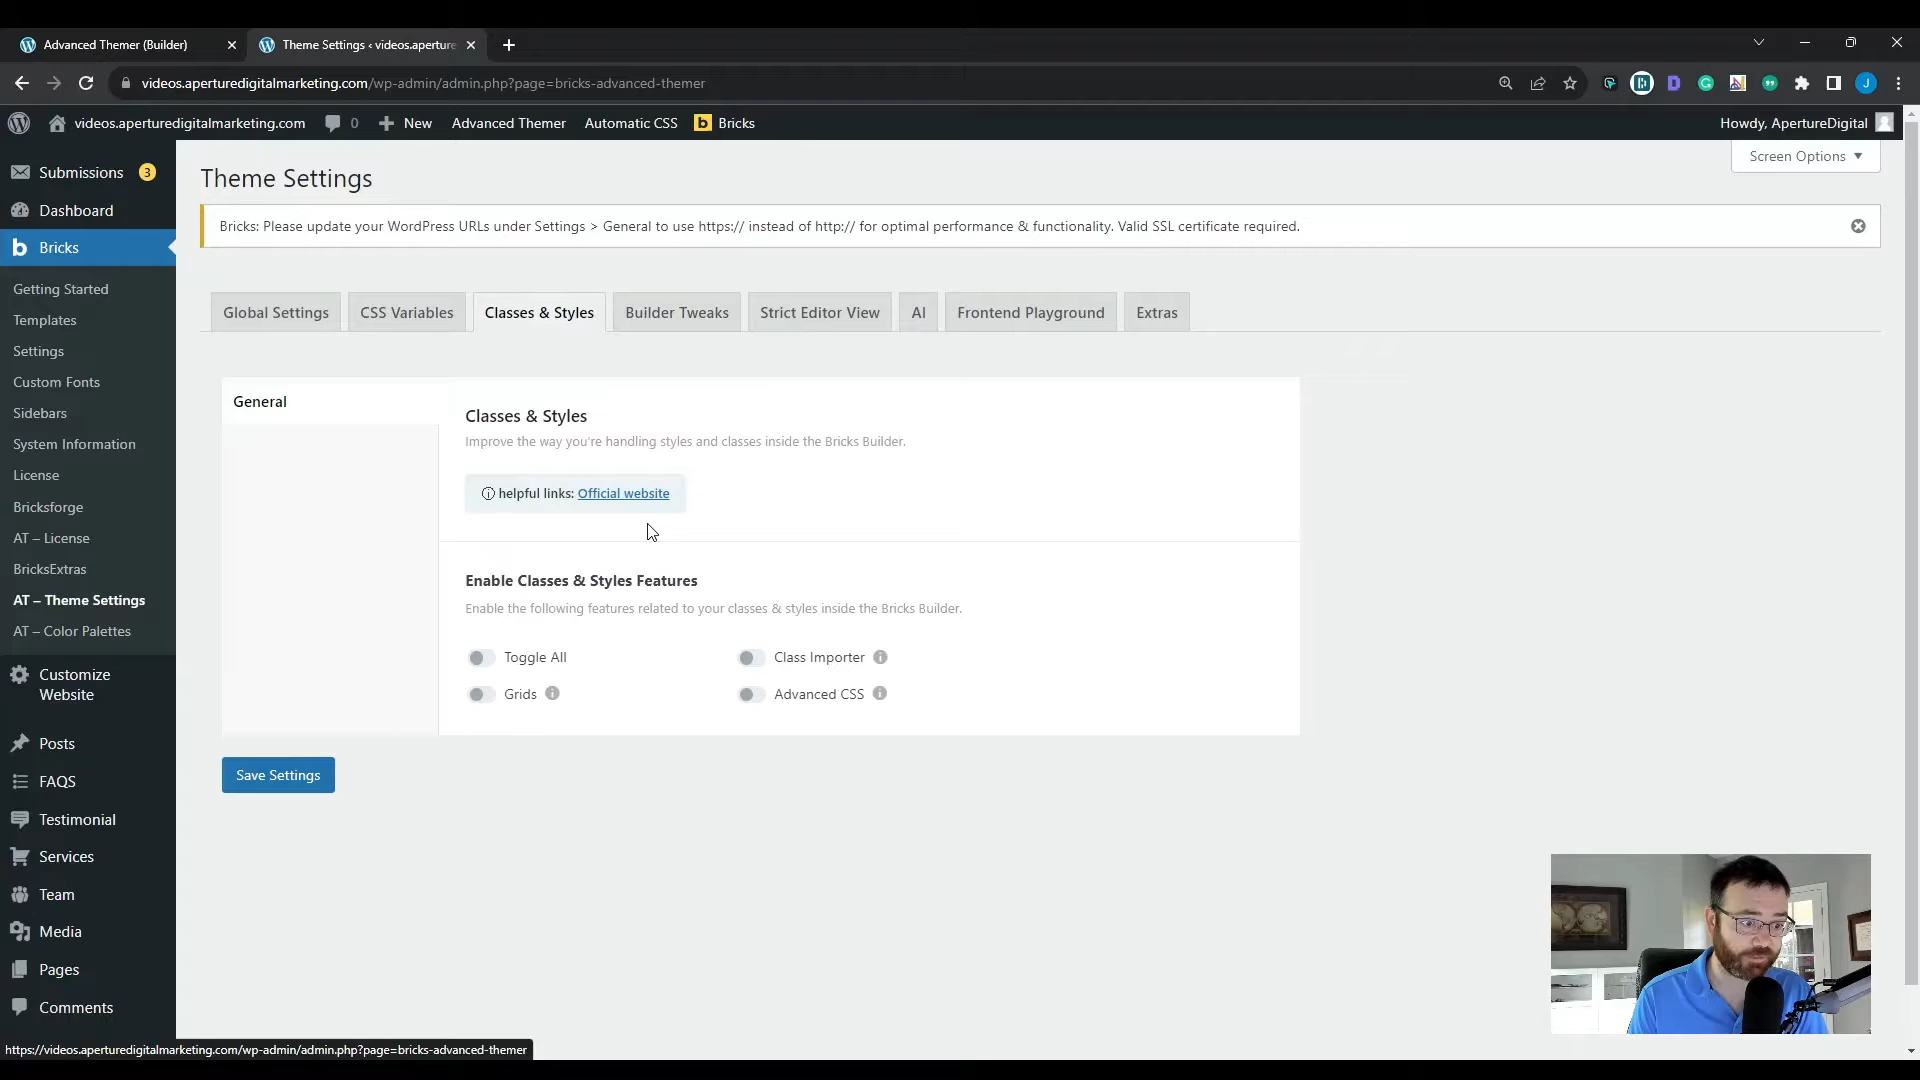 Advanced Themer (Builder)
Theme Settings ‹ videos.aperture
videos.aperturedigitalmarketing.com/wp-admin/admin.php?page=bricks-advanced-themer
videos.aperturedigitalmarketing.com
0
New
Advanced Themer
Automatic CSS
b Bricks
Howdy, ApertureDigital
Screen Options
Submissions 3
Dashboard
b Bricks
Getting Started
Templates
Settings
Custom Fonts
Sidebars
System Information
License
Bricksforge
AT – License
BricksExtras
AT – Theme Settings
AT – Color Palettes
Customize
Website
Posts
FAQS
Testimonial
Services
Team
Media
Pages
Comments
Theme Settings
Bricks: Please update your WordPress URLs under Settings > General to use https:// instead of http:// for optimal performance & functionality. Valid SSL certificate required.
Global Settings
CSS Variables
Classes & Styles
Builder Tweaks
Strict Editor View
AI
Frontend Playground
Extras
General
Classes & Styles
Improve the way you're handling styles and classes inside the Bricks Builder.
helpful links: Official website
Enable Classes & Styles Features
Enable the following features related to your classes & styles inside the Bricks Builder.
Toggle All
Class Importer
Grids
Advanced CSS
Save Settings
https://videos.aperturedigitalmarketing.com/wp-admin/admin.php?page=bricks-advanced-themer